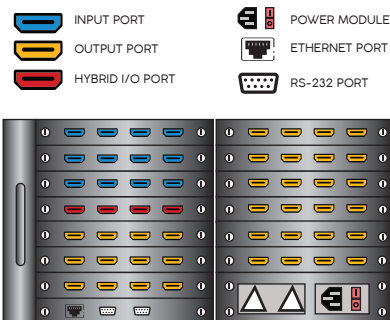 INPUT PORT
OUTPUT PORT
HYBRID I/O PORT
POWER MODULE
ETHERNET PORT
RS-232 PORT